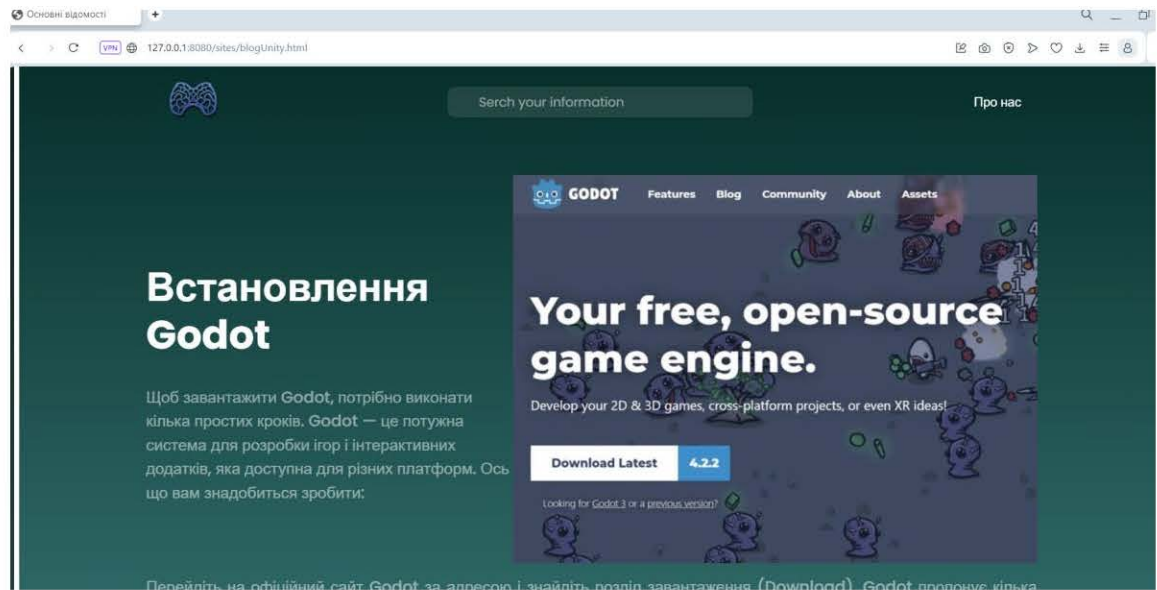 Основні відомості
VPN 127.0.0.1:8080/sites/blogUnity.html
Serch your information
Про нас
GODOT Features Blog Community About Assets
Встановлення
Godot
Your free, open-source
game engine.
Щоб завантажити Godot, потрібно виконати
кілька простих кроків. Godot — це потужна
система для розробки ігор і інтерактивних
додатків, яка доступна для різних платформ. Ось
що вам знадобиться зробити:
Develop your 2D & 3D games, cross-platform projects, or even XR ideas!
Download Latest 4.2.2
Looking for Godot 3 or a previous version?
Перейдіть на офіційний сайт Godot за адресою і знайдіть розділ завантаження (Download). Godot пропонує кілька